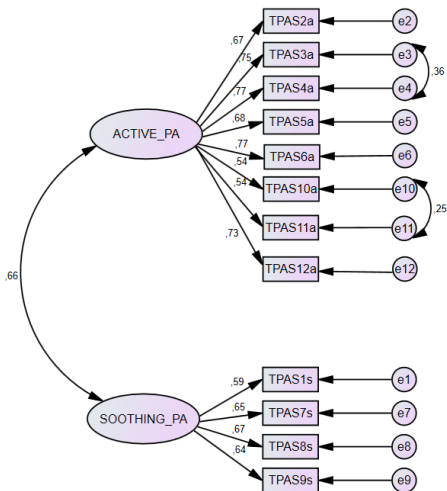 TPAS2a
e2
,67
TPAS3a
e3
,75
,36
TPAS4a
e4
,77
ACTIVE_PA
TPAS5a
e5
,68
TPAS6a
e6
,77
TPAS10a
e10
,54
,25
TPAS11a
e11
,54
TPAS12a
e12
,73
,66
TPAS1s
e1
,59
TPAS7s
e7
,65
SOOTHING_PA
TPAS8s
e8
,67
TPAS9s
e9
,64